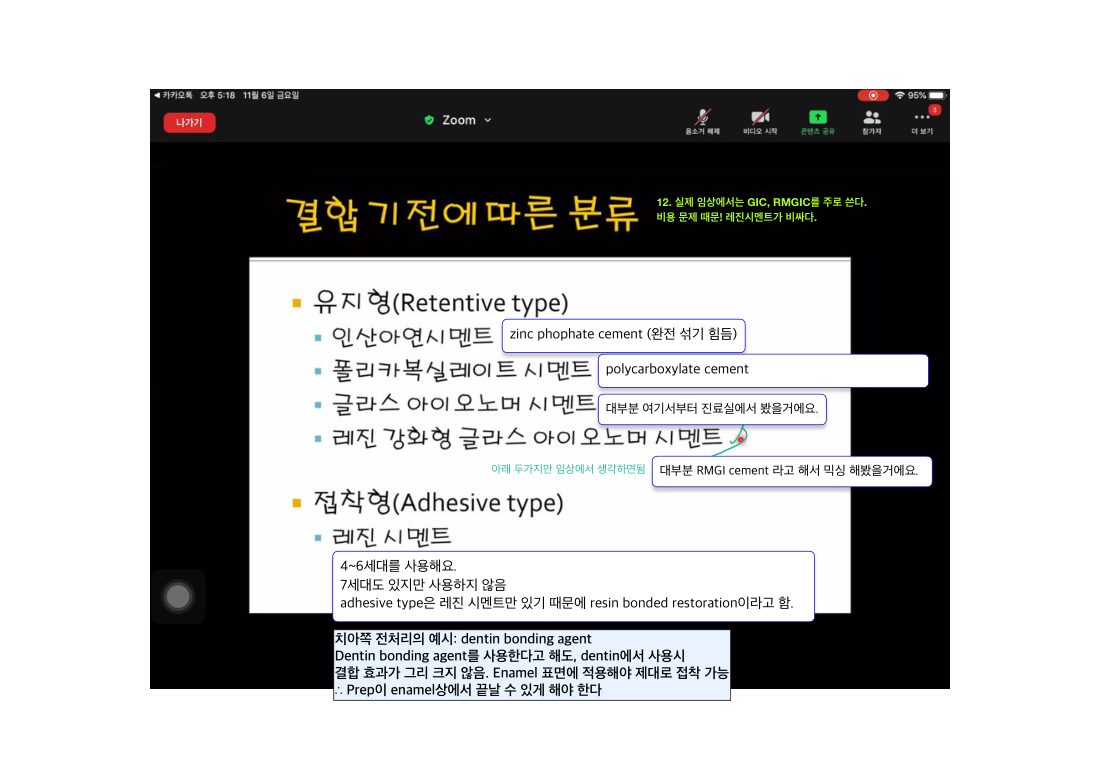 ◀ 카카오톡 오후 5:18 11월 6일 금요일
95%
나가기
Zoom
음소거 해제
비디오 시작
콘텐츠 공유
참가자
3
더 보기
결합 기전에 따른 분류
12. 실제 임상에서는 GIC, RMGIC를 주로 쓴다.
비용 문제 때문! 레진시멘트가 비싸다.
유지형(Retentive type)
인산아연시멘트
zinc phophate cement (완전 섞기 힘듬)
폴리카복실레이트 시멘트
polycarboxylate cement
글라스 아이오노머 시멘트
대부분 여기서부터 진료실에서 봤을거에요.
레진 강화형 글라스 아이오노머 시멘트
아래 두가지만 임상에서 생각하면됨
대부분 RMGI cement 라고 해서 믹싱 해봤을거에요.
접착형(Adhesive type)
레진 시멘트
4~6세대를 사용해요.
7세대도 있지만 사용하지 않음
adhesive type은 레진 시멘트만 있기 때문에 resin bonded restoration이라고 함.
치아쪽 전처리의 예시: dentin bonding agent
Dentin bonding agent를 사용한다고 해도, dentin에서 사용시
결합 효과가 그리 크지 않음. Enamel 표면에 적용해야 제대로 접착 가능
∴ Prep이 enamel상에서 끝날 수 있게 해야 한다